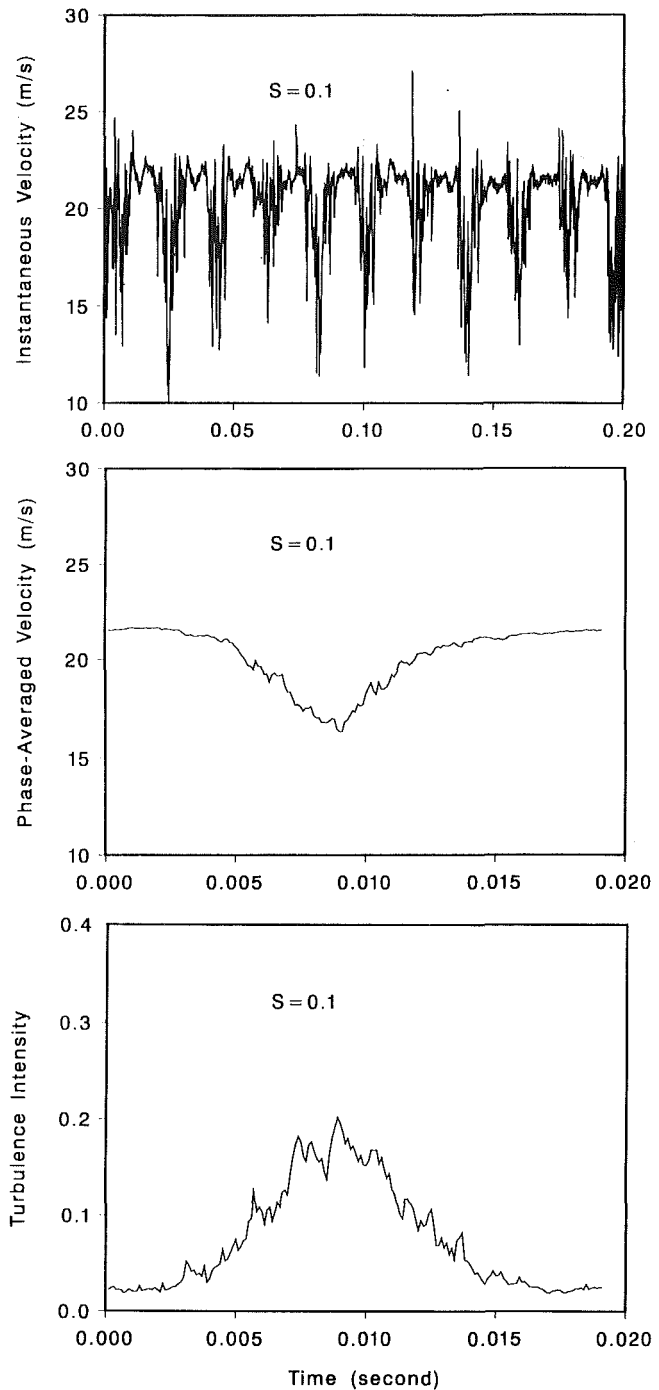 30
25
20
15
10
Instantaneous Velocity (m/s)
S=0.1
0.00 0.05 0.10 0.15 0.20
30
25
20
15
10
Phase-Averaged Velocity (m/s)
S=0.1
0.000 0.005 0.010 0.015 0.020
0.4
0.3
0.2
0.1
0.0
Turbulence Intensity
S=0.1
0.000 0.005 0.010 0.015 0.020
Time (second)